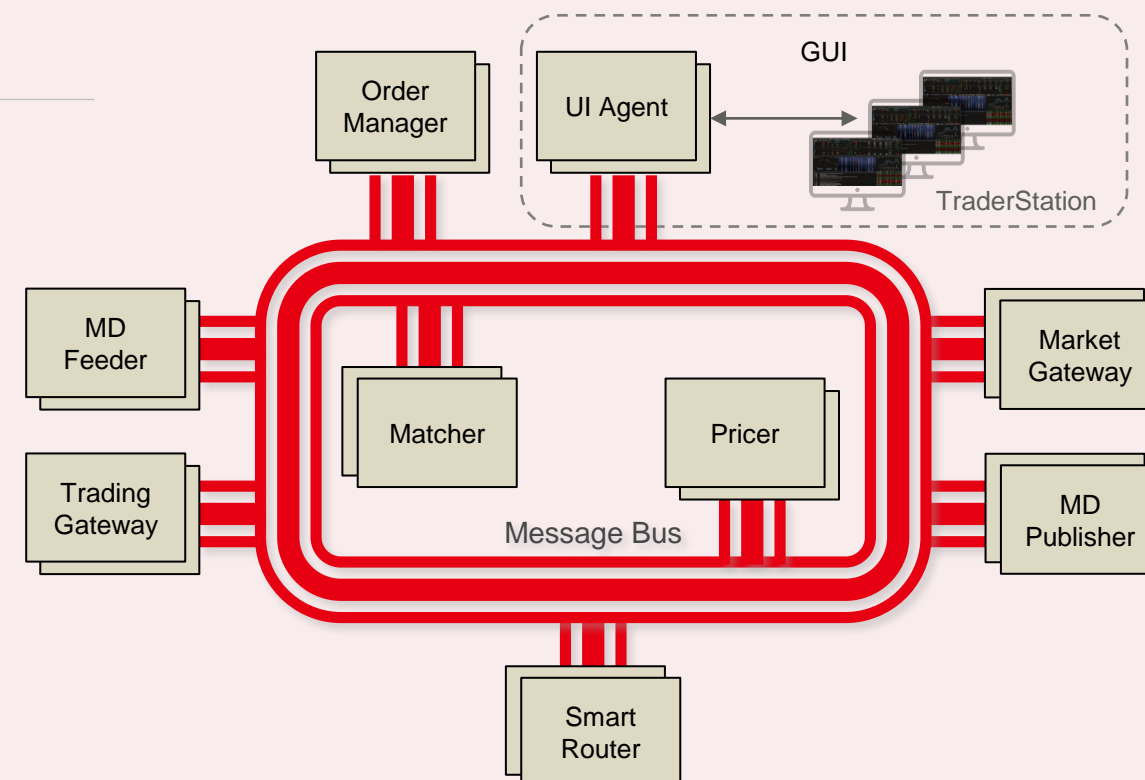 GUI
Order
Manager
UI Agent
TraderStation
MD
Feeder
Market
Gateway
Matcher
Pricer
Trading
Gateway
Message Bus
MD
Publisher
Smart
Router